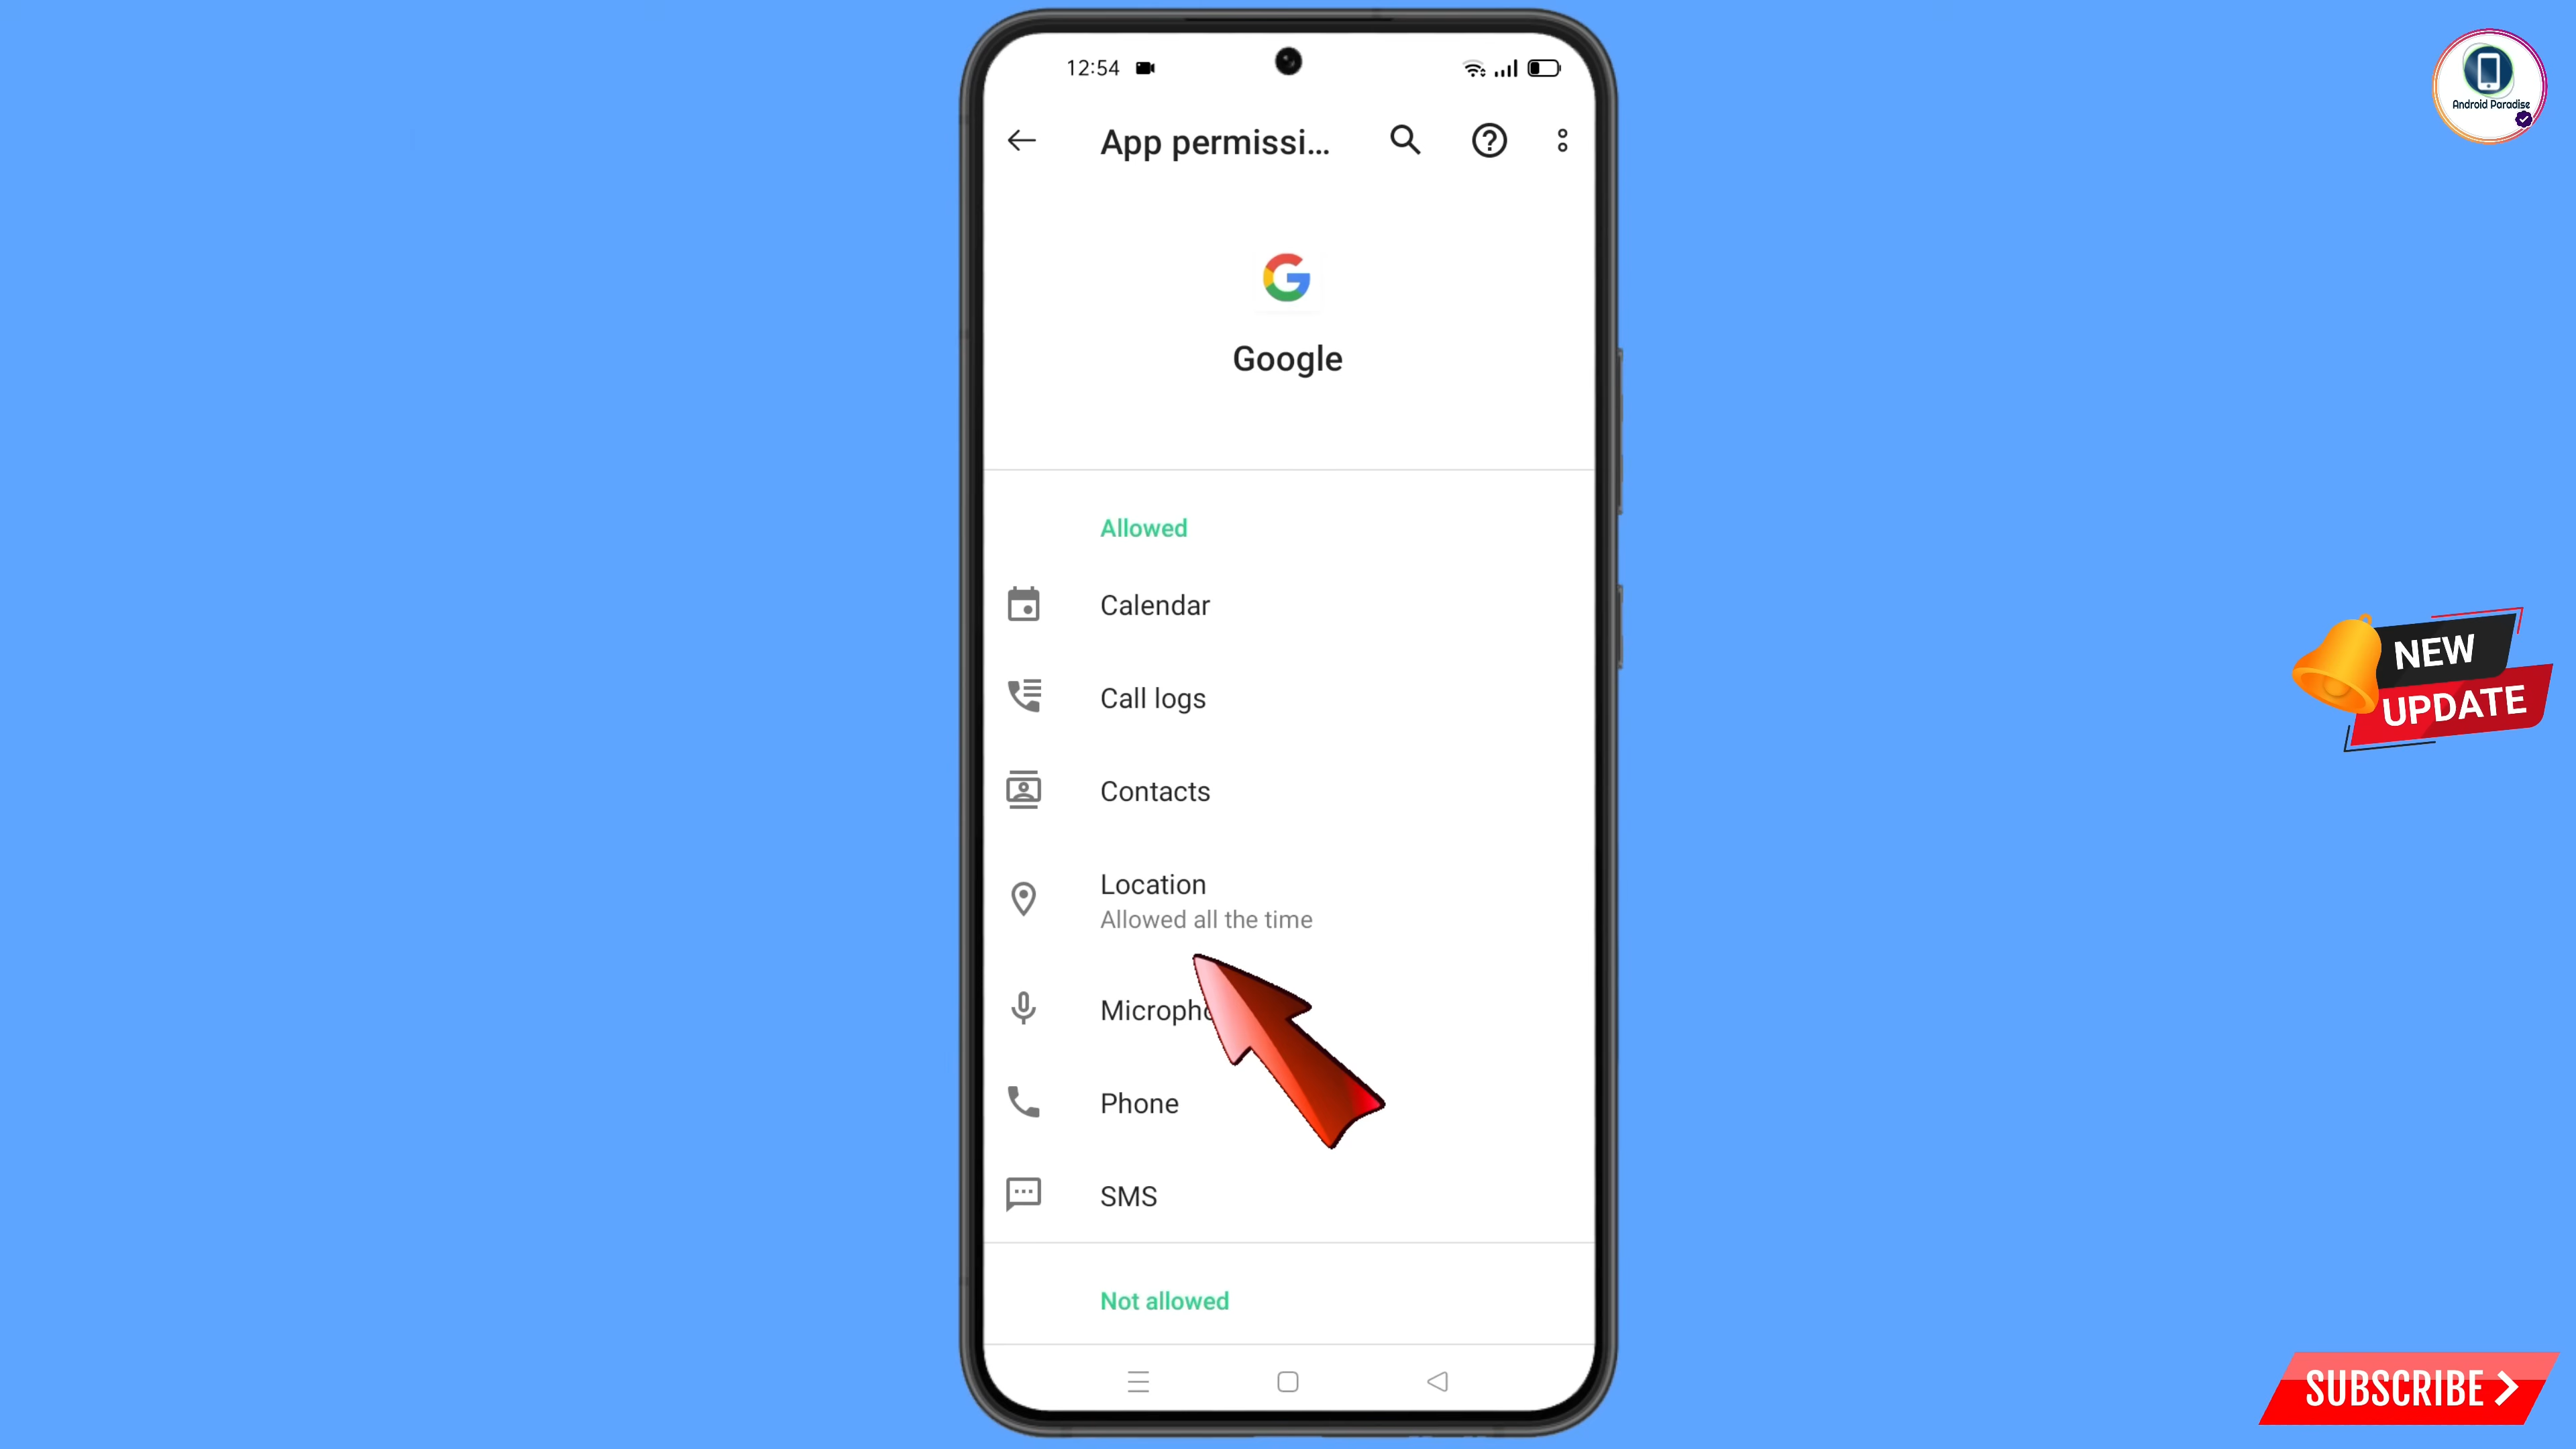 12:54
App permissi...
Android Paradise
Google
Allowed
Calendar
Call logs
NEW
UPDATE
Contacts
Location
Allowed all the time
Phone
SMS
Not allowed
SUBSCRIBE